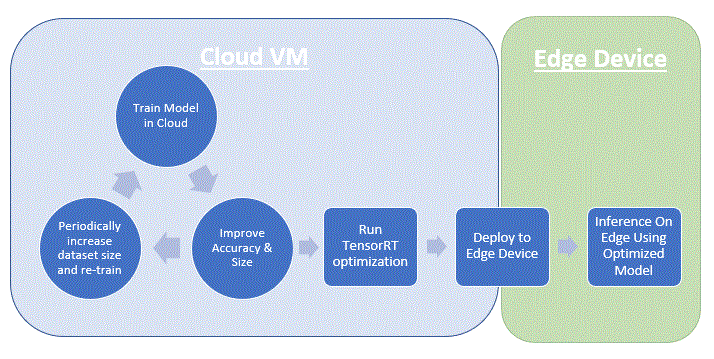 Cloud VM
Edge Device
Train Model
in Cloud
Periodically
increase
dataset size
and re-train
Improve
Accuracy &
Size
Run
TensorRT
optimization
Deploy to
Edge Device
Inference On
Edge Using
Optimized
Model